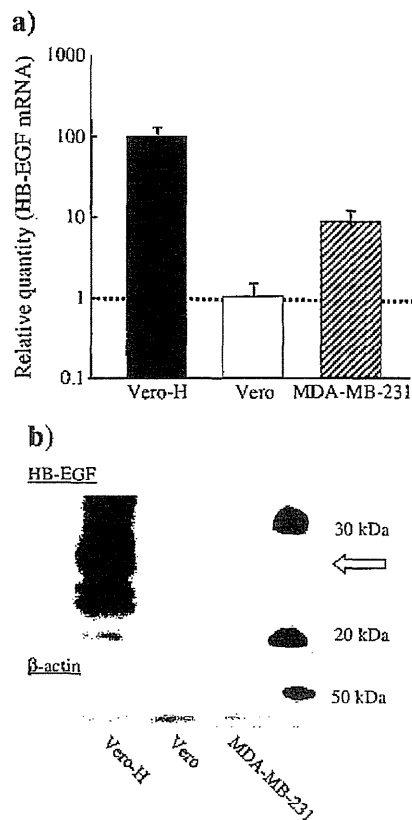 a)
Relative quantity (HB-EGF mRNA)
1000
100
10
1
0.1
Vero-H Vero MDA-MB-231
b)
HB-EGF
30 kDa
20 kDa
β-actin
50 kDa
Vero-H Vero MDA-MB-231